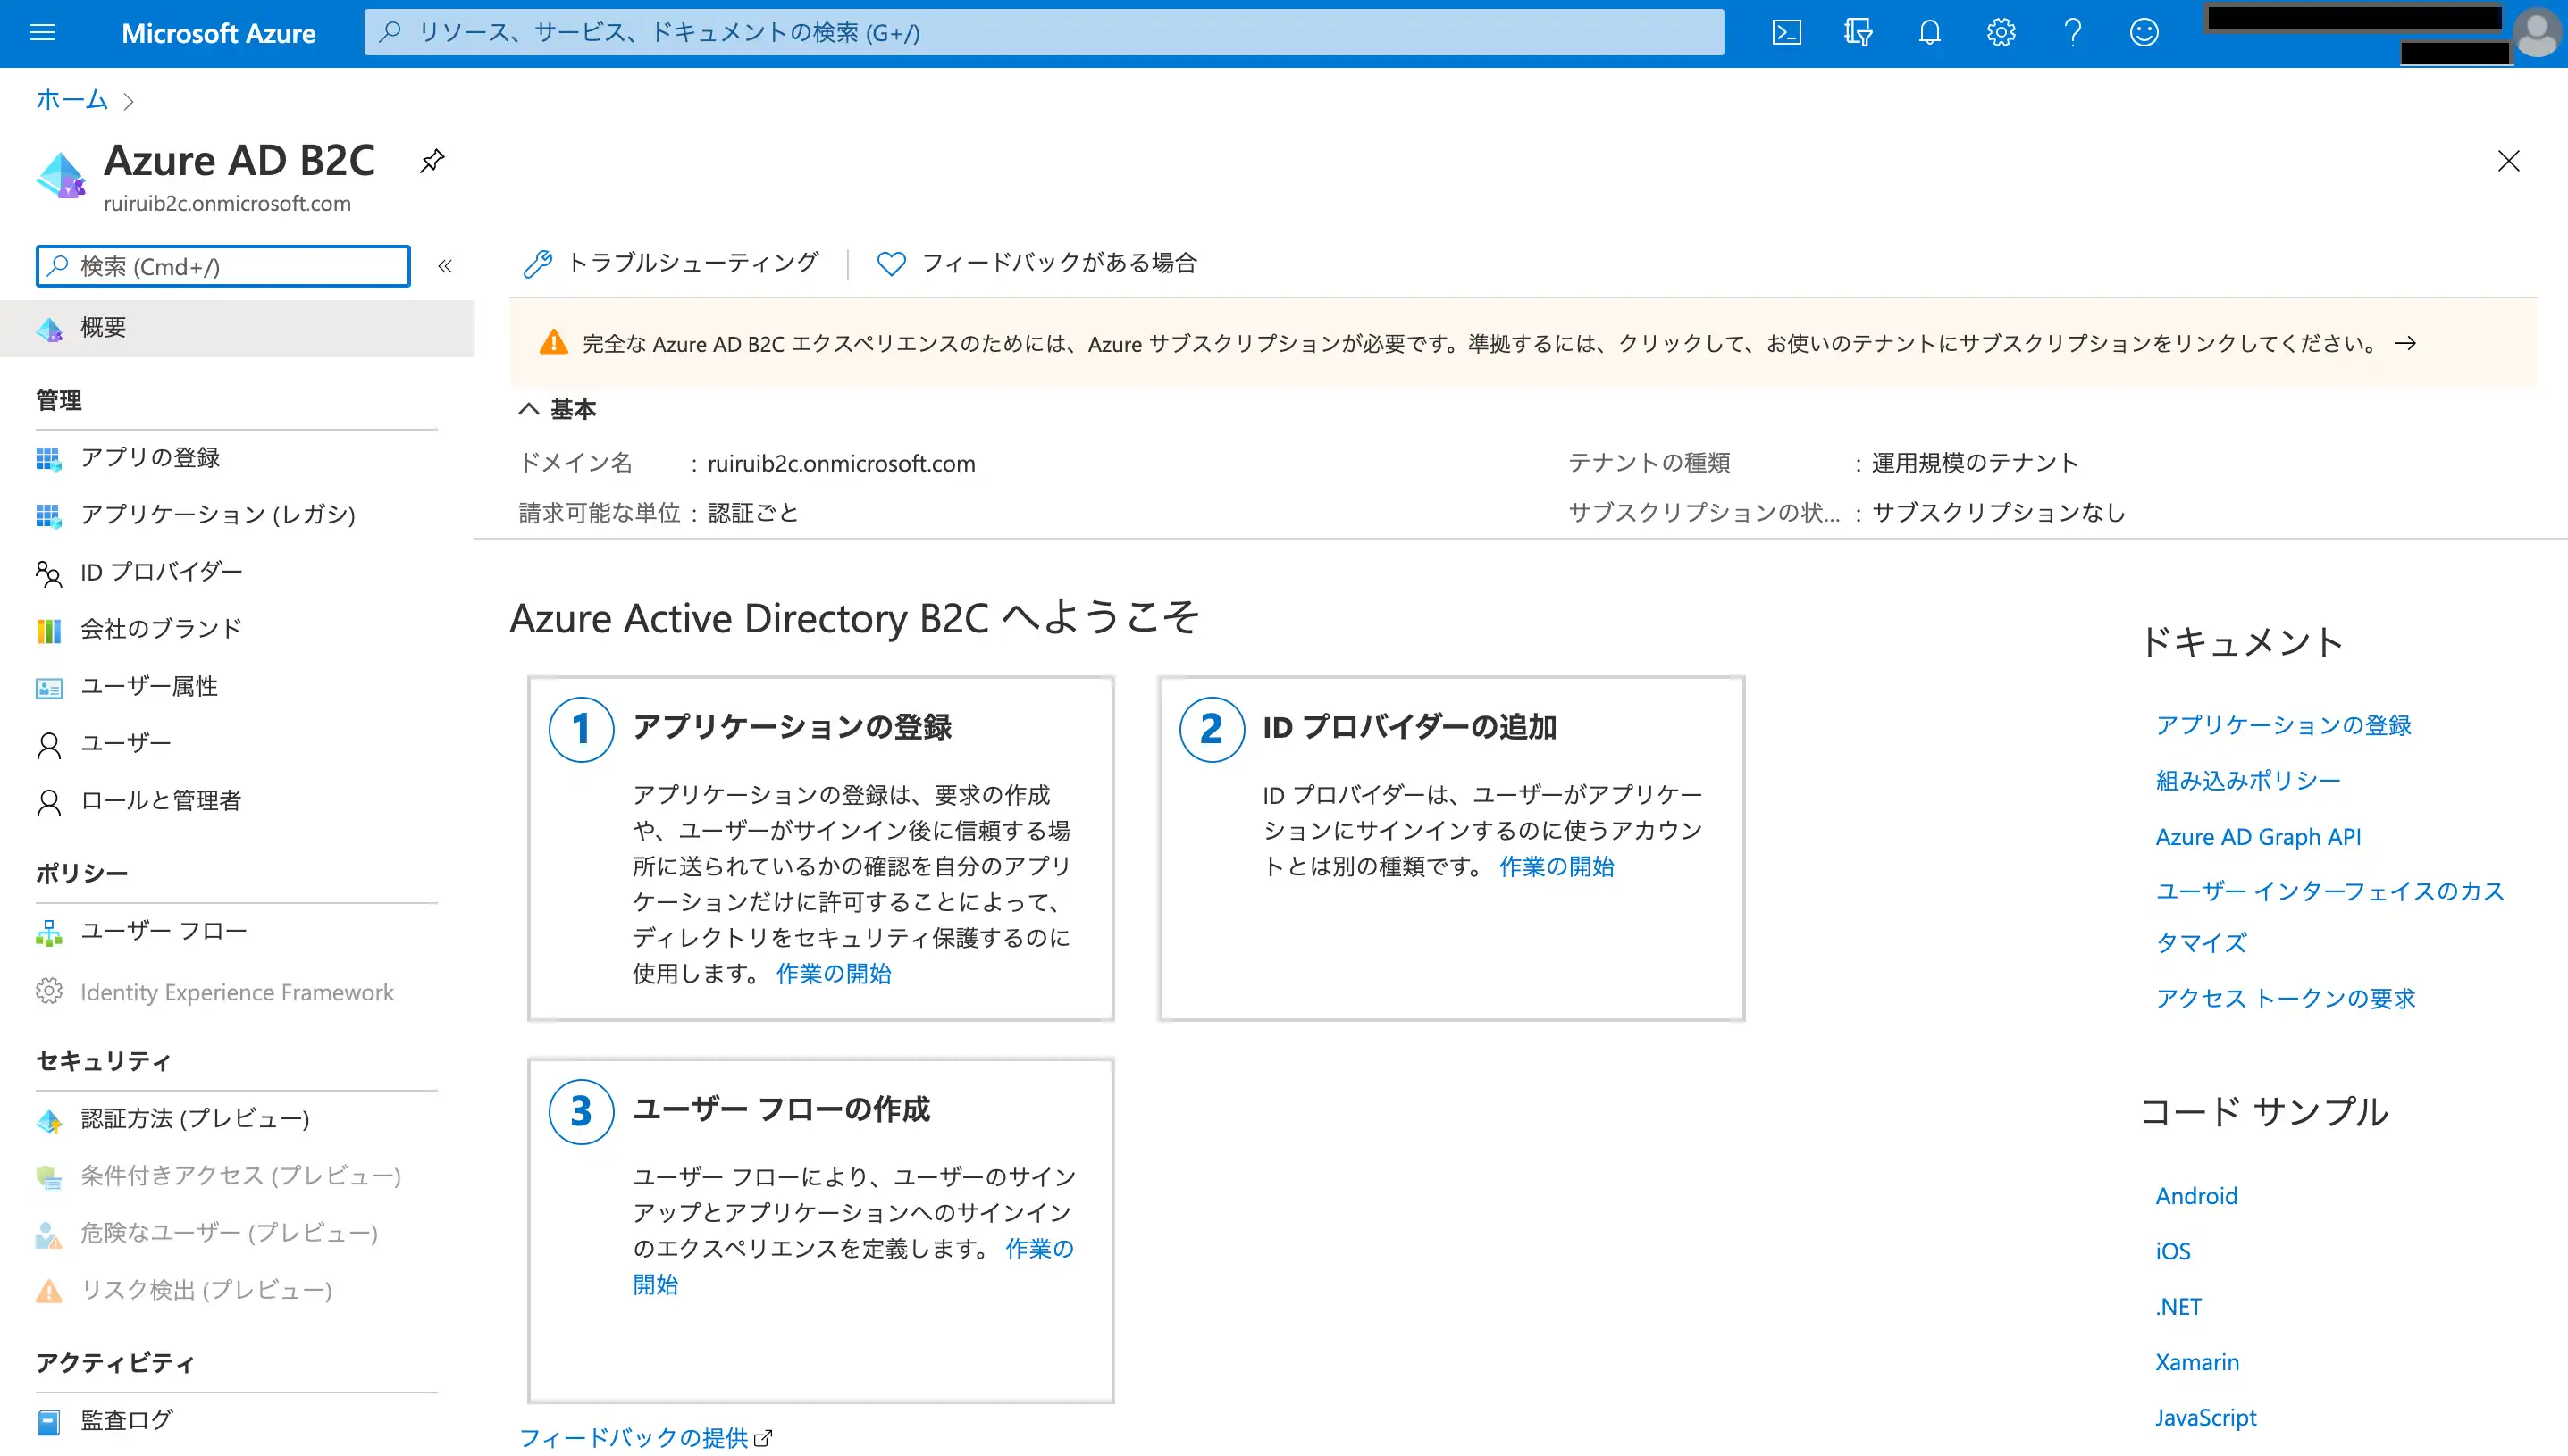 Microsoft Azure
リソース、サービス、ドキュメントの検索 (G+/)
ホーム
Azure AD B2C
ruiruib2c.onmicrosoft.com
検索 (Cmd+/)
概要
管理
アプリの登録
アプリケーション (レガシ)
ID プロバイダー
会社のブランド
ユーザー属性
ユーザー
ロールと管理者
ポリシー
ユーザー フロー
Identity Experience Framework
セキュリティ
認証方法 (プレビュー)
条件付きアクセス (プレビュー)
危険なユーザー (プレビュー)
リスク検出 (プレビュー)
アクティビティ
監査ログ
トラブルシューティング
フィードバックがある場合
完全な Azure AD B2C エクスペリエンスのためには、Azure サブスクリプションが必要です。準拠するには、クリックして、お使いのテナントにサブスクリプションをリンクしてください。 →
基本
ドメイン名 : ruiruib2c.onmicrosoft.com
請求可能な単位 : 認証ごと
テナントの種類 : 運用規模のテナント
サブスクリプションの状... : サブスクリプションなし
Azure Active Directory B2C へようこそ
1 アプリケーションの登録
アプリケーションの登録は、要求の作成
や、ユーザーがサインイン後に信頼する場
所に送られているかの確認を自分のアプリ
ケーションだけに許可することによって、
ディレクトリをセキュリティ保護するのに
使用します。 作業の開始
2 ID プロバイダーの追加
ID プロバイダーは、ユーザーがアプリケー
ションにサインインするのに使うアカウン
トとは別の種類です。 作業の開始
3 ユーザー フローの作成
ユーザー フローにより、ユーザーのサイン
アップとアプリケーションへのサインイン
のエクスペリエンスを定義します。 作業の
開始
フィードバックの提供
ドキュメント
アプリケーションの登録
組み込みポリシー
Azure AD Graph API
ユーザー インターフェイスのカス
タマイズ
アクセス トークンの要求
コード サンプル
Android
iOS
.NET
Xamarin
JavaScript